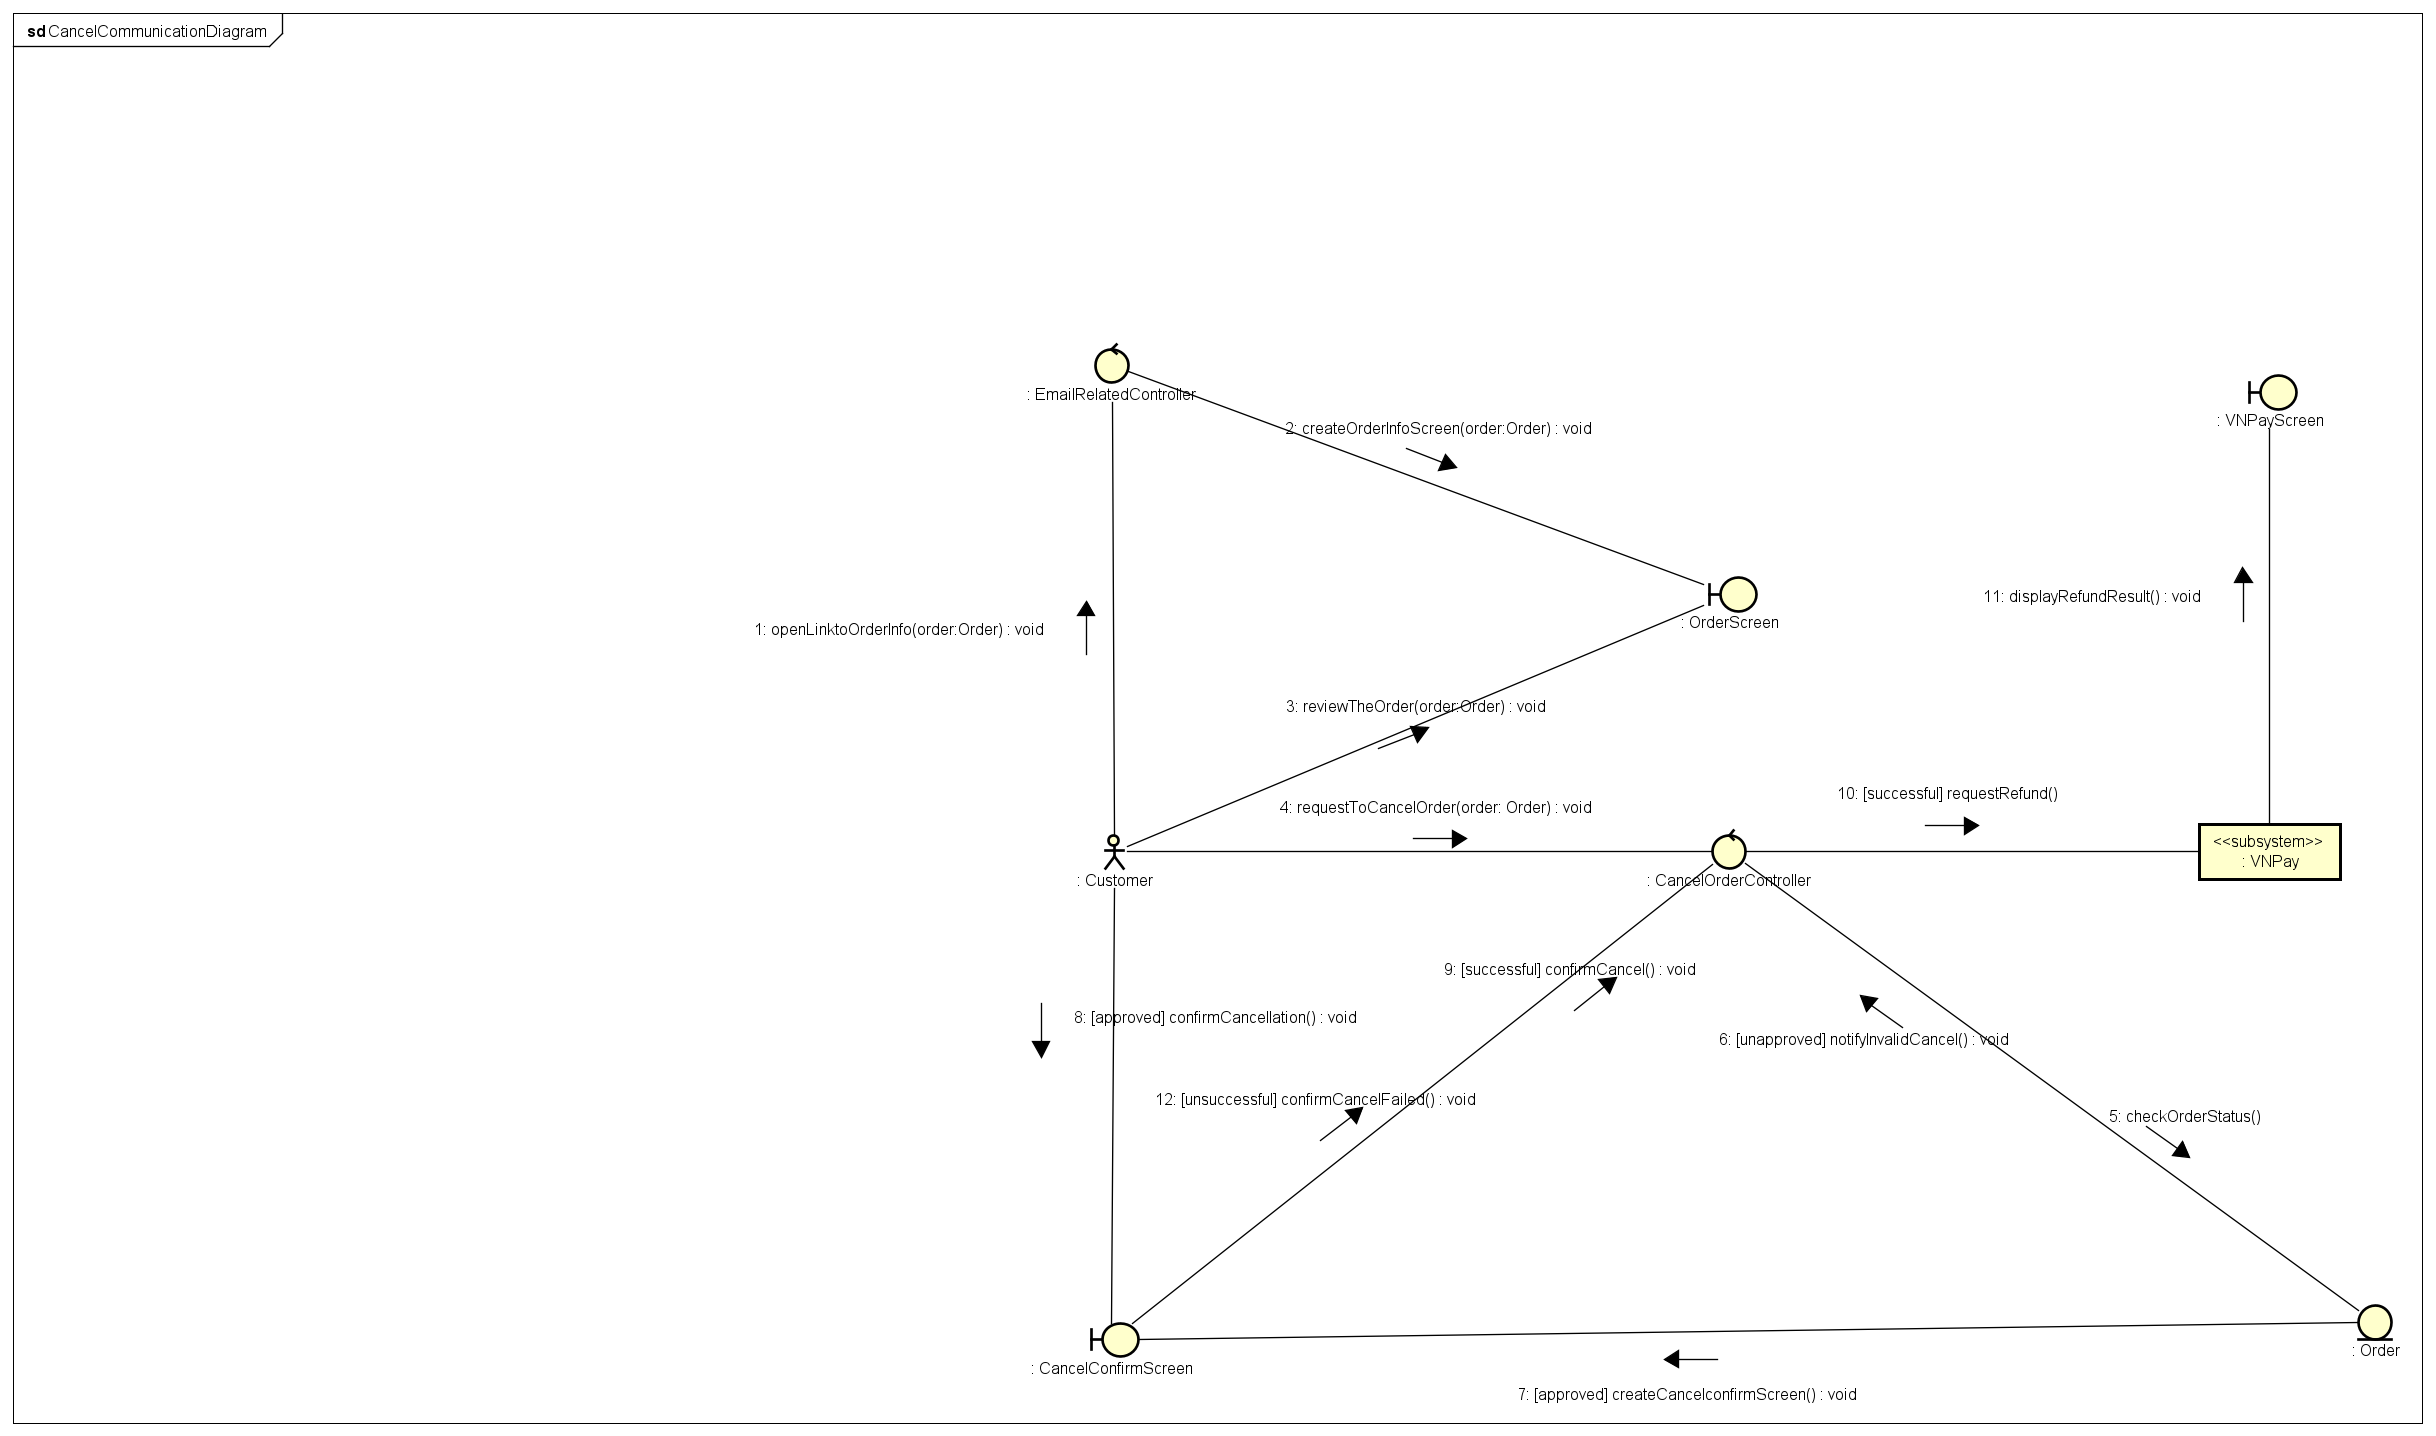 sd CancelCommunicationDiagram
: EmailRelatedController
: VNPayScreen
2: createOrderInfoScreen(order:Order) : void
11: displayRefundResult() : void
: OrderScreen
1: openLinktoOrderInfo(order:Order) : void
3: reviewTheOrder(order:Order) : void
10: [successful] requestRefund()
4: requestToCancelOrder(order: Order) : void
<<subsystem>>
: VNPay
: Customer
: CancelOrderController
9: [successful] confirmCancel() : void
8: [approved] confirmCancellation() : void
6: [unapproved] notifyInvalidCancel() : void
12: [unsuccessful] confirmCancelFailed() : void
5: checkOrderStatus()
: Order
: CancelConfirmScreen
7: [approved] createCancelconfirmScreen() : void